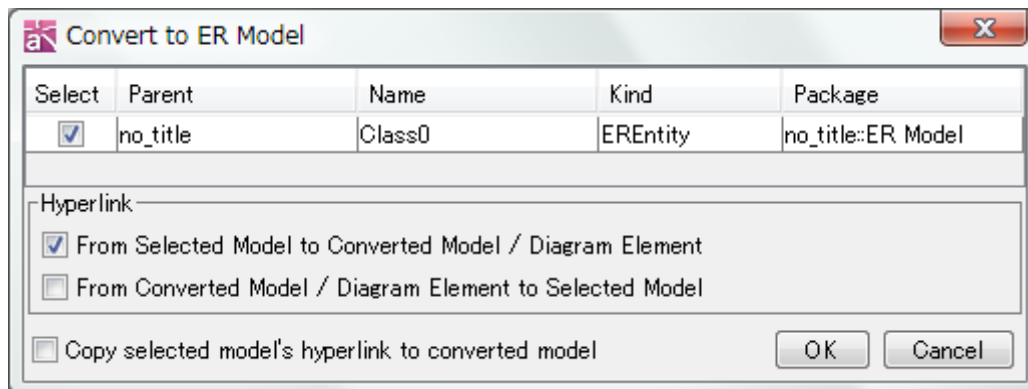 Convert to ER Model
Select Parent Name Kind Package
no_title Class0 EREntity no_title::ER Model
Hyperlink
From Selected Model to Converted Model / Diagram Element
From Converted Model / Diagram Element to Selected Model
Copy selected model's hyperlink to converted model OK Cancel